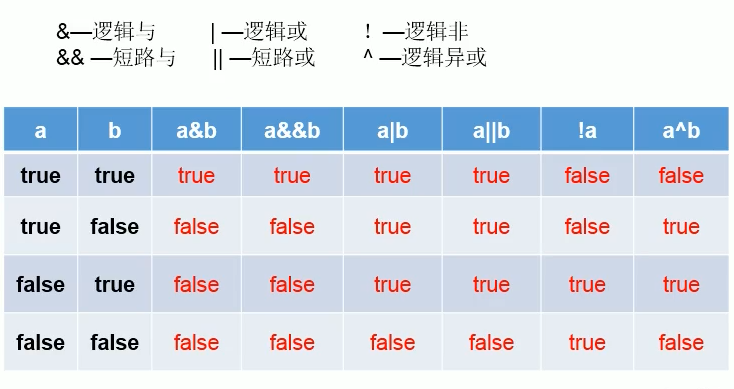 &—逻辑与 | —逻辑或 ! —逻辑非
&& —短路与 || —短路或 ^ —逻辑异或
a b a&b a&&b a|b a||b !a a^b
true true true true true true false false
true false false false true true false true
false true false false true true true true
false false false false false false true false